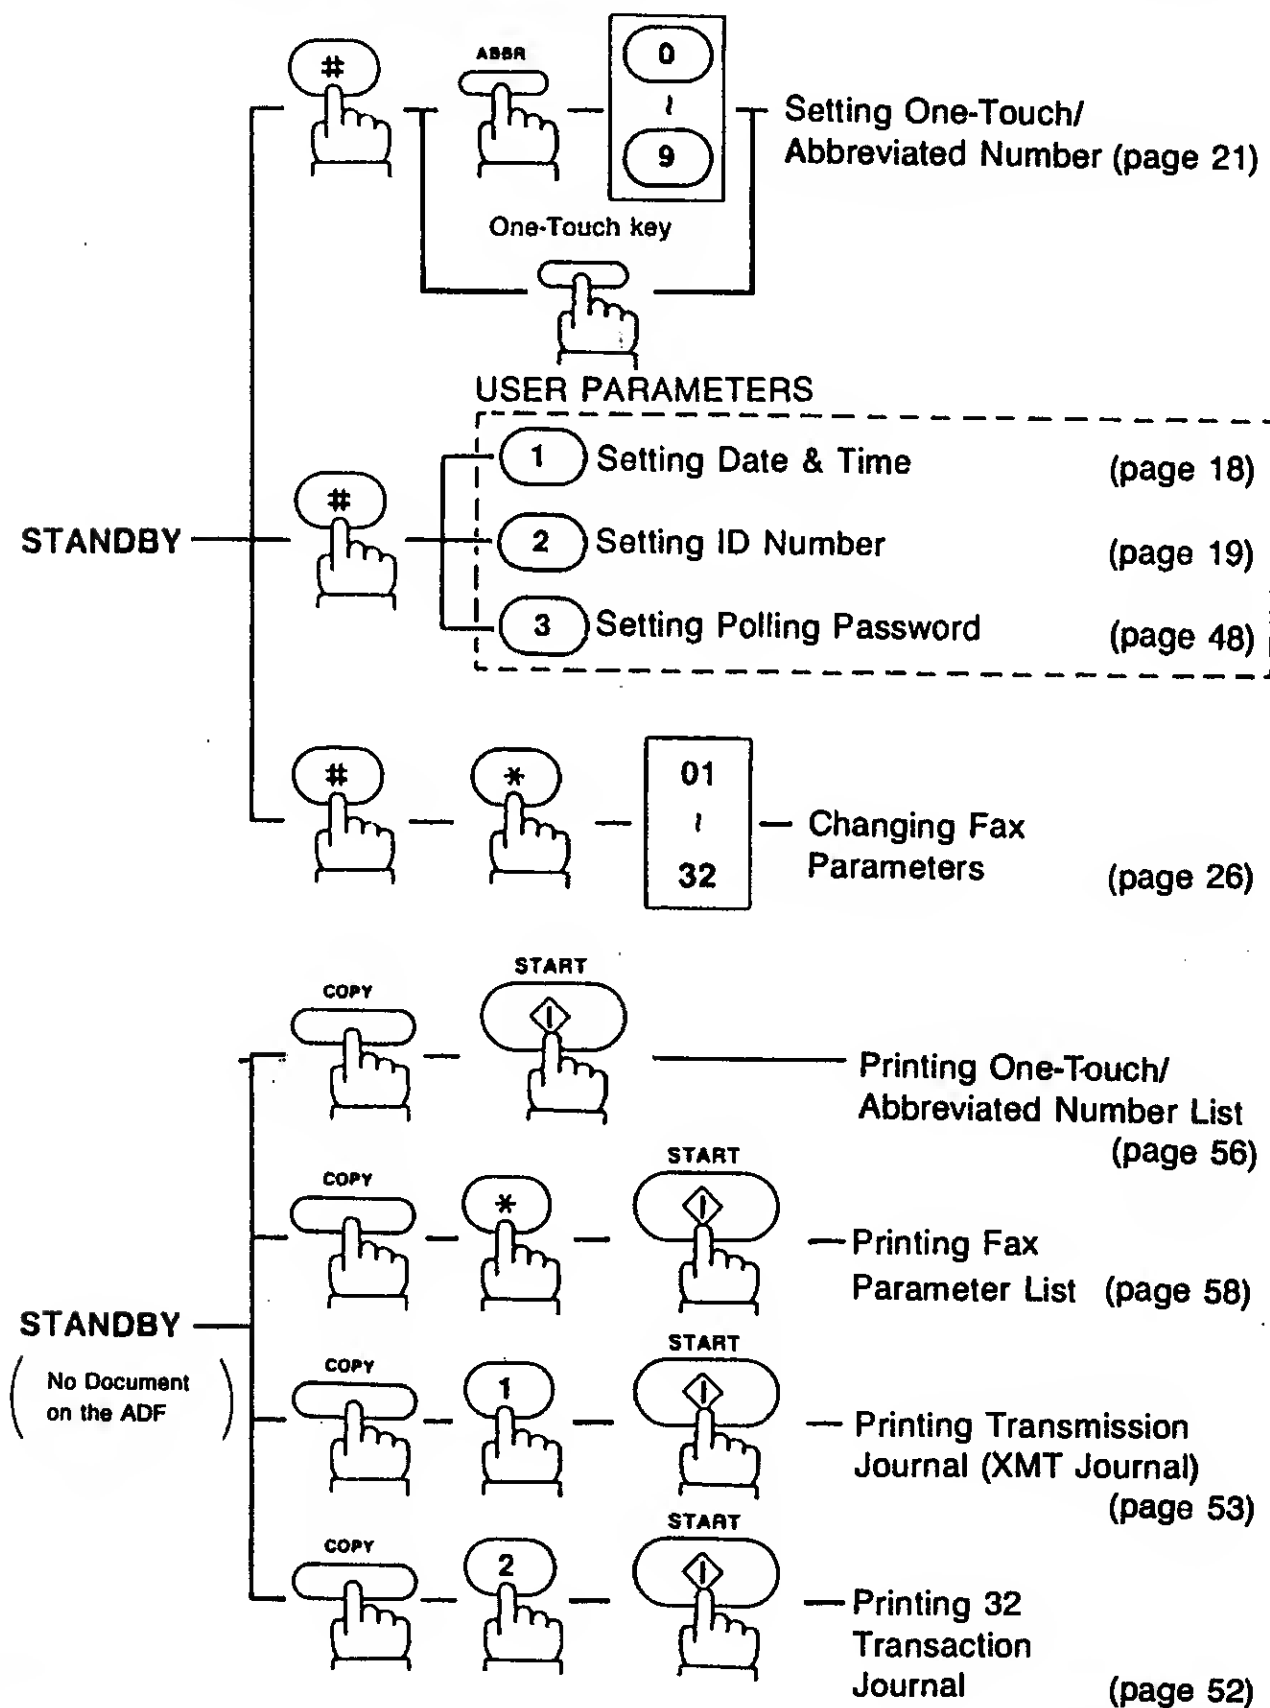 #
ABBR
0
~
9
Setting One-Touch/
Abbreviated Number (page 21)
One-Touch key
USER PARAMETERS
1 Setting Date & Time (page 18)
STANDBY
#
2 Setting ID Number (page 19)
3 Setting Polling Password (page 48)
#
*
01
~
32
Changing Fax
Parameters (page 26)
COPY
START
Printing One-Touch/
Abbreviated Number List
(page 56)
COPY
*
START
Printing Fax
Parameter List (page 58)
STANDBY
( No Document
on the ADF )
COPY
1
START
Printing Transmission
Journal (XMT Journal)
(page 53)
COPY
2
START
Printing 32
Transaction
Journal (page 52)